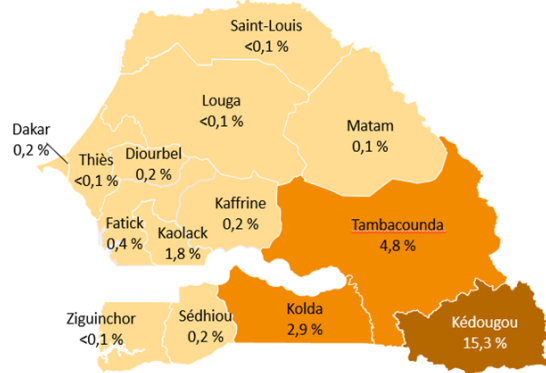 Saint-Louis
<0,1 %
Louga
<0,1 %
Matam
0,1 %
Dakar
0,2 %
Thiès
<0,1 %
Diourbel
0,2 %
Kaffrine
0,2 %
Fatick
0,4 %
Kaolack
1,8 %
Tambacounda
4,8 %
Ziguinchor
<0,1 %
Sédhiou
0,2 %
Kolda
2,9 %
Kédougou
15,3 %